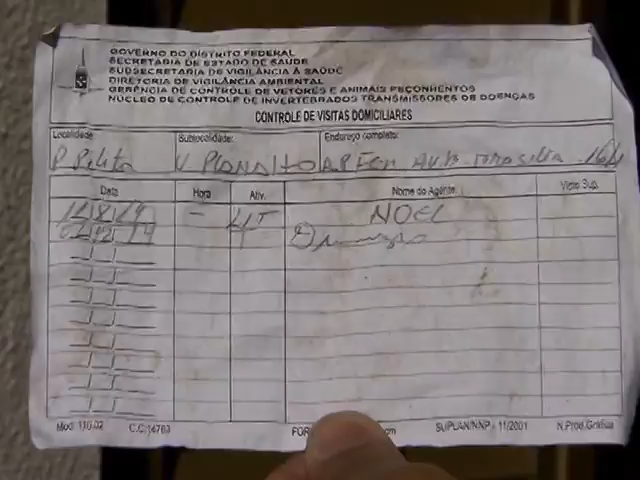 GOVERNO DO DISTRITO FEDERAL
SECRETARIA DE ESTADO DE SAUDE
SUBSECRETARIA DE VIGILÂNCIA À SAÚDE
DIRETORIA DE VIGILÂNCIA AMBIENTAL
GERÊNCIA DE CONTROLE DE VETORES E ANIMAIS PEÇONHENTOS
NÚCLEO DE CONTROLE DE INVERTEBRADOS TRANSMISSORES DE DOENÇAS
CONTROLE DE VISITAS DOMICILIARES
Localidade: Sublocalidade: Endereço completo:
V. PLANALTO
Data Hora Ativ. Nome do Agente Visto Sup.
- NOEL
Mod. 110.02 C.C.14763 SUPLAN/NNP - 11/2001 N.Prod.Gráfica